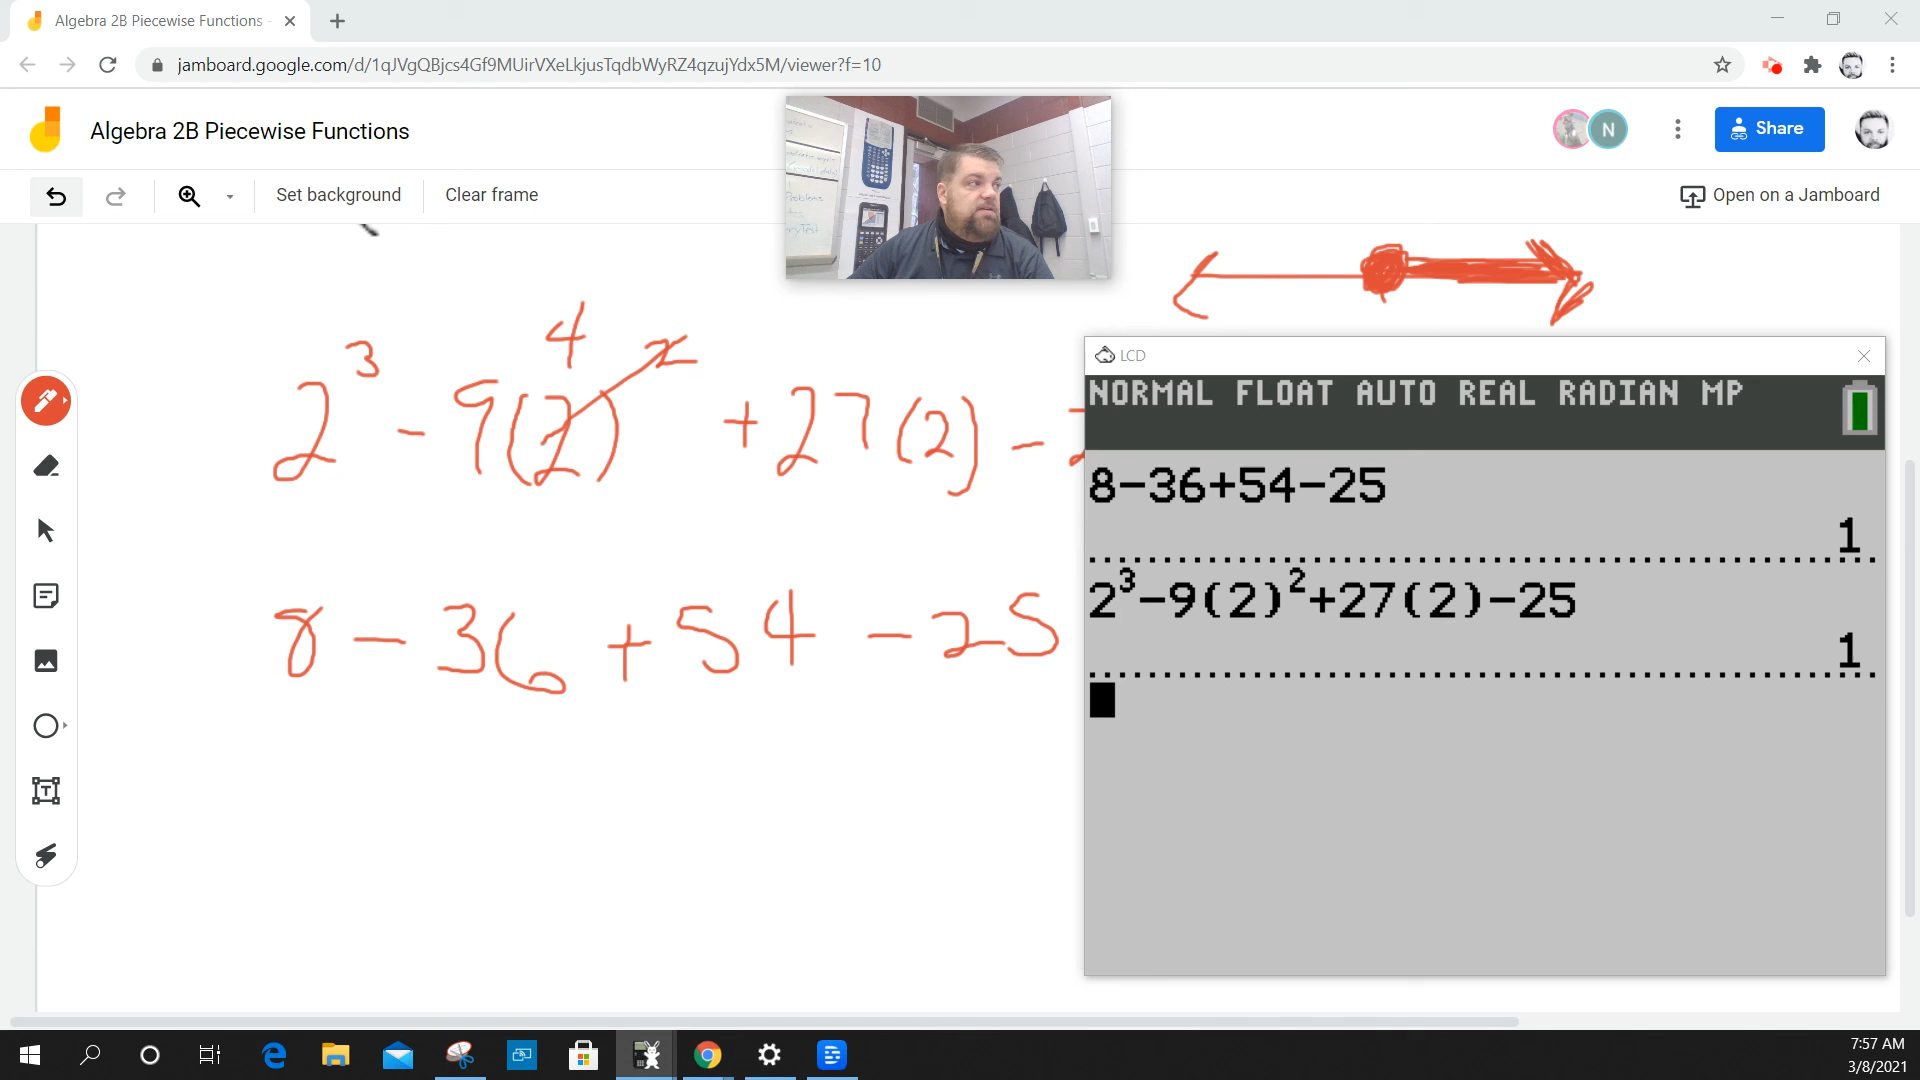 Algebra 2B Piecewise Functions -
jamboard.google.com/d/1qJVgQBjcs4Gf9MUirVXeLkjusTqdbWyRZ4qzujYdx5M/viewer?f=10
Algebra 2B Piecewise Functions
N
Share
Set background
Clear frame
Open on a Jamboard
4
2³ - 9(2)² + 27(2) -
8 - 36 + 54 - 25
LCD
NORMAL FLOAT AUTO REAL RADIAN MP
8-36+54-25
1
2³-9(2)²+27(2)-25
1
7:57 AM
3/8/2021